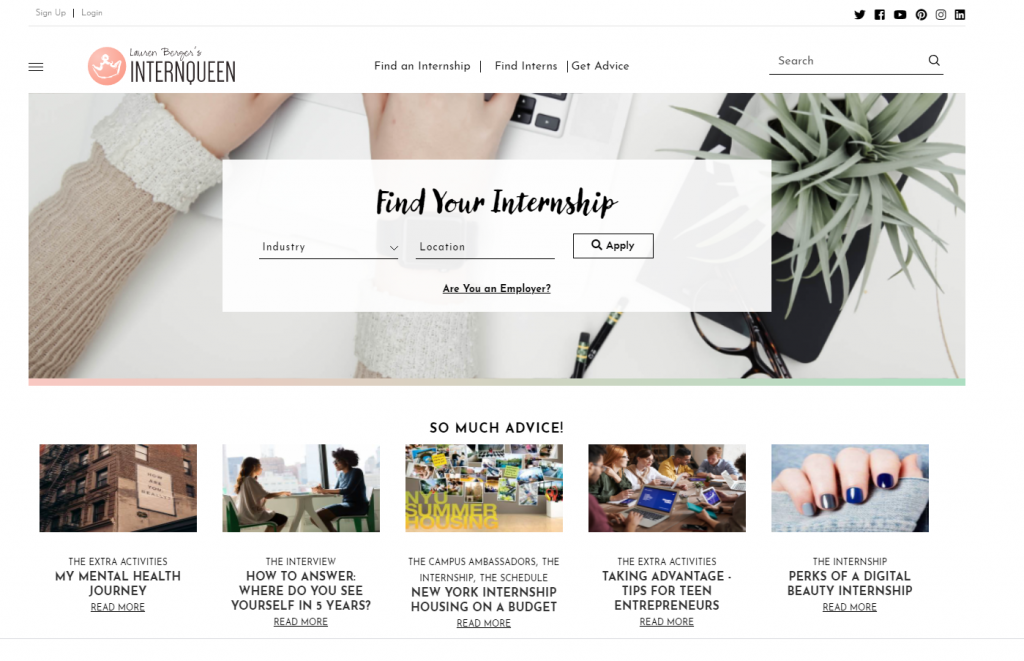 Sign Up | Login
Lauren Berger's
INTERNQUEEN
Find an Internship | Find Interns | Get Advice
Search
Find Your Internship
Industry
Location
Apply
Are You an Employer?
SO MUCH ADVICE!
HOW
ARE YOU,
REALLY?
NYU
SUMMER
HOUSING
THE EXTRA ACTIVITIES
MY MENTAL HEALTH
JOURNEY
READ MORE
THE INTERVIEW
HOW TO ANSWER:
WHERE DO YOU SEE
YOURSELF IN 5 YEARS?
READ MORE
THE CAMPUS AMBASSADORS, THE
INTERNSHIP, THE SCHEDULE
NEW YORK INTERNSHIP
HOUSING ON A BUDGET
READ MORE
THE EXTRA ACTIVITIES
TAKING ADVANTAGE -
TIPS FOR TEEN
ENTREPRENEURS
READ MORE
THE INTERNSHIP
PERKS OF A DIGITAL
BEAUTY INTERNSHIP
READ MORE